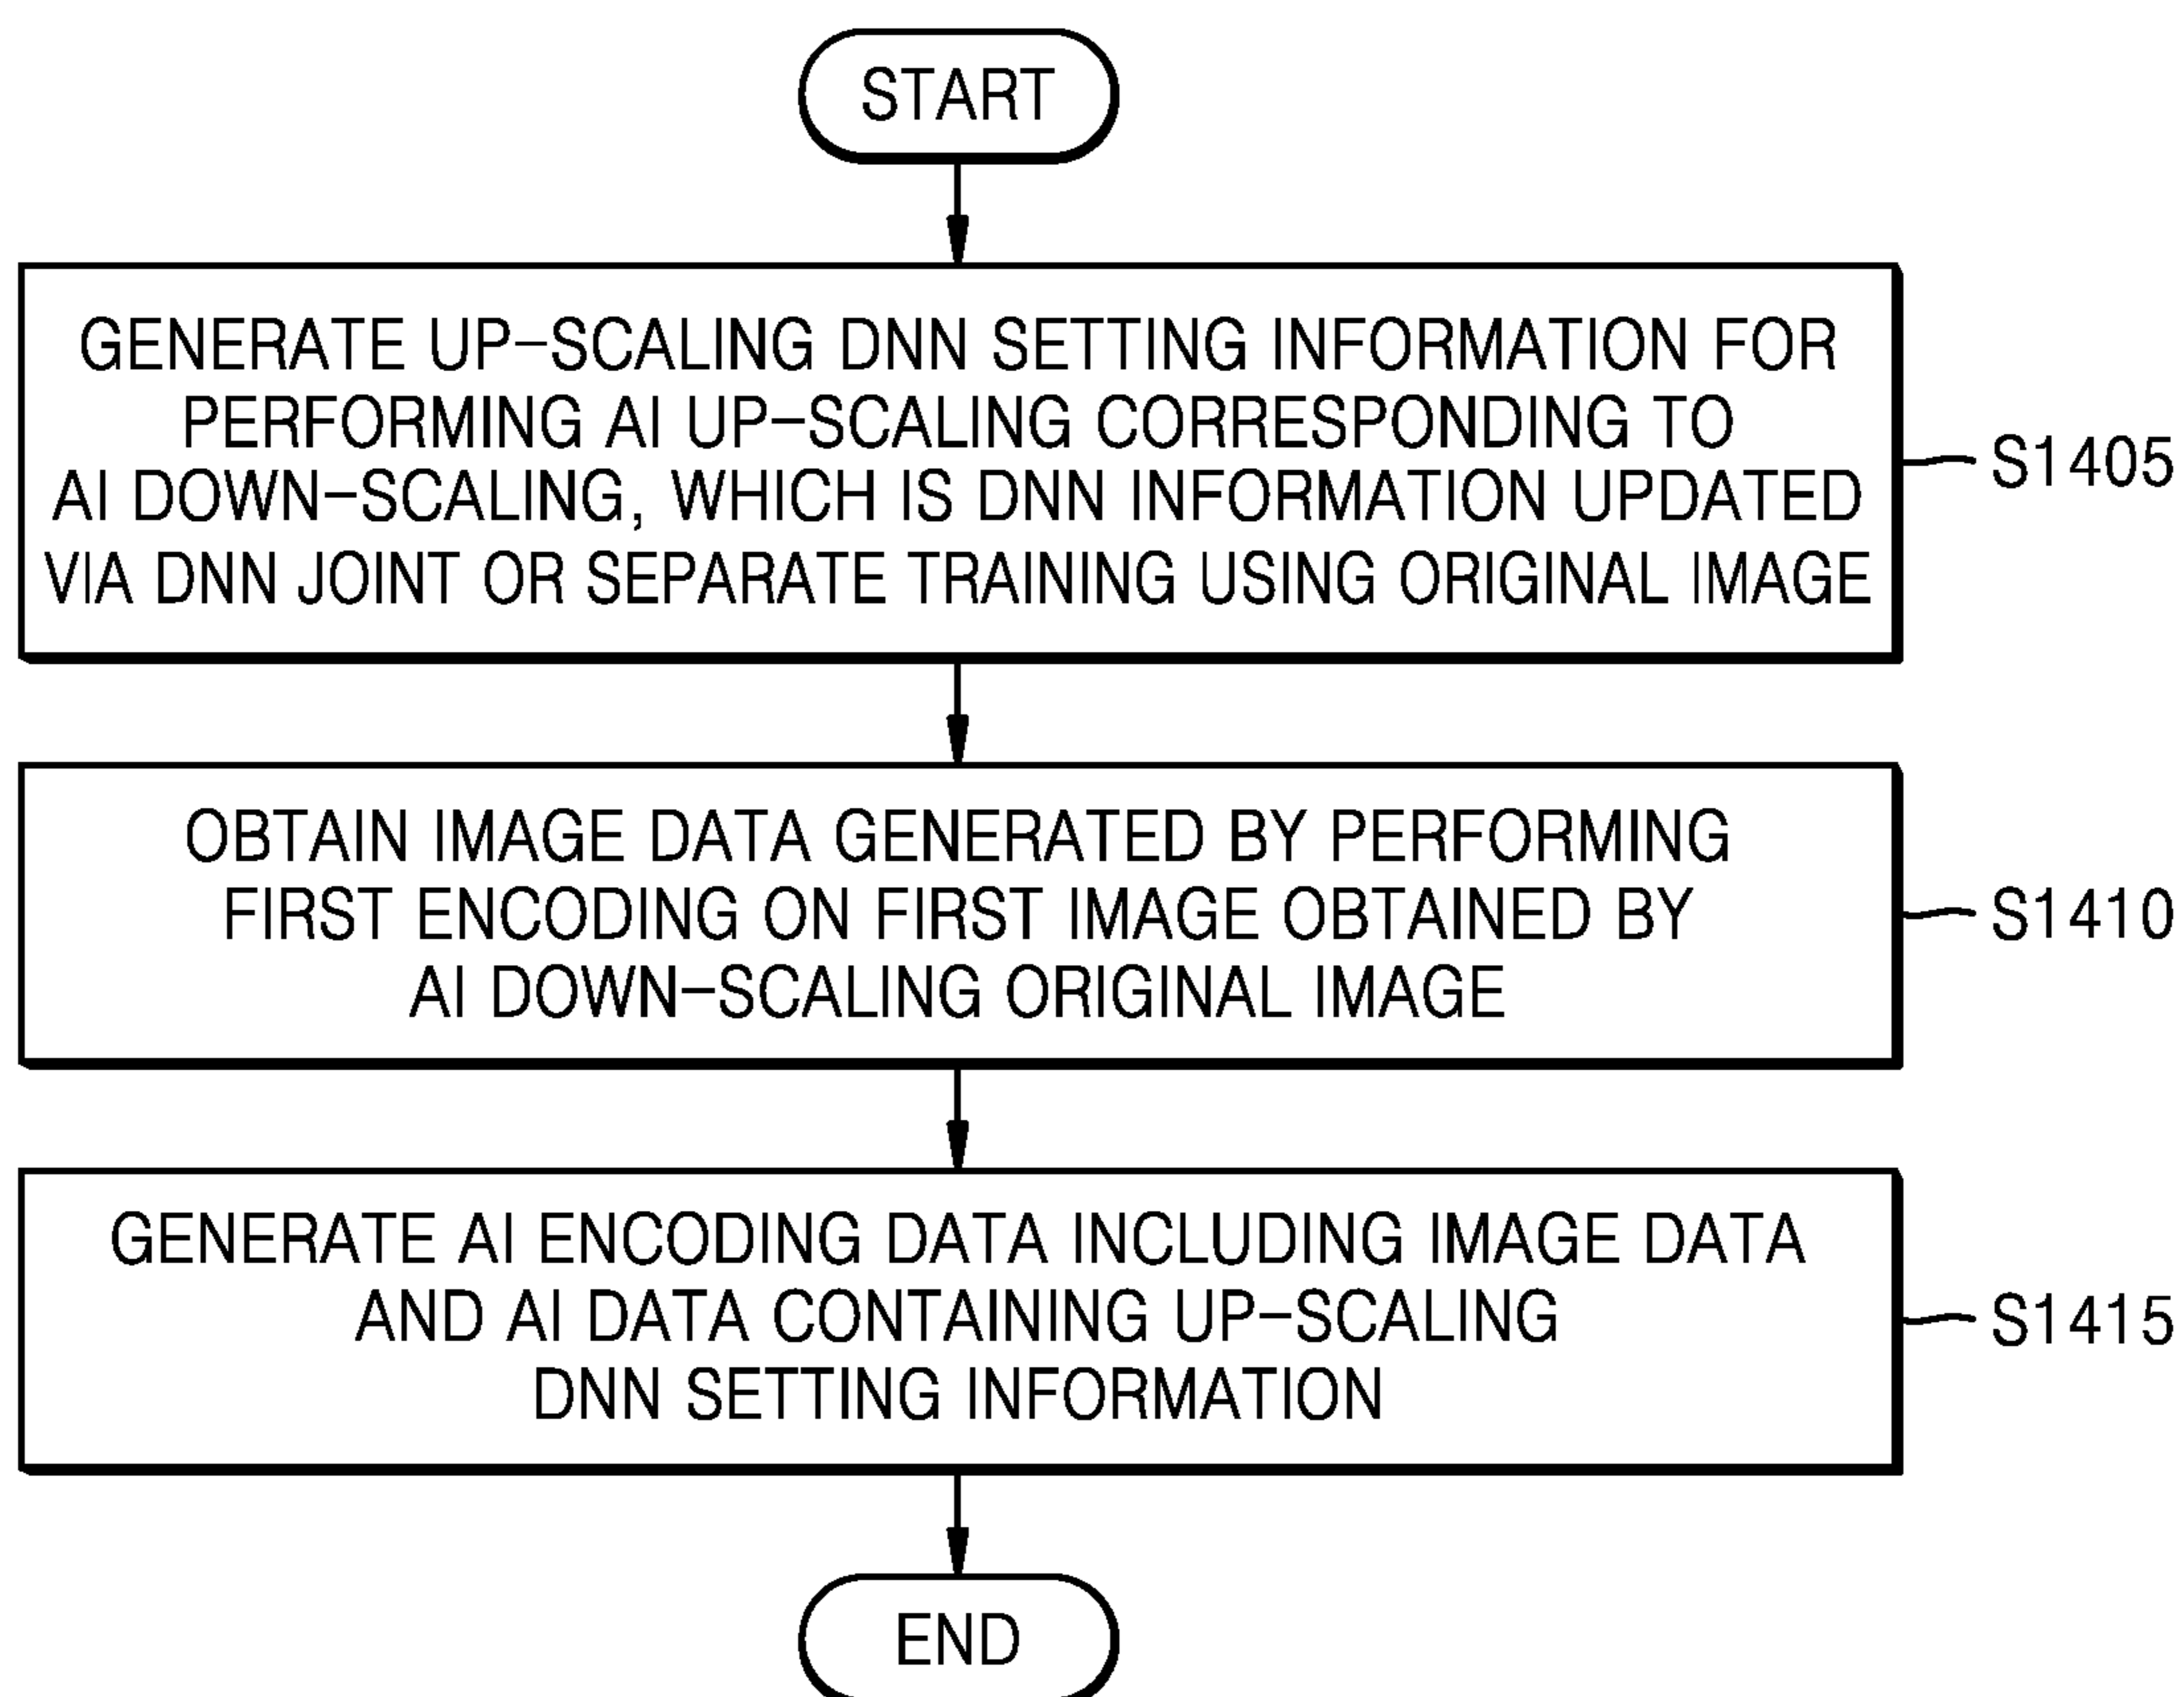 START
GENERATE UP-SCALING DNN SETTING INFORMATION FOR
PERFORMING AI UP-SCALING CORRESPONDING TO
AI DOWN-SCALING, WHICH IS DNN INFORMATION UPDATED
VIA DNN JOINT OR SEPARATE TRAINING USING ORIGINAL IMAGE
S1405
OBTAIN IMAGE DATA GENERATED BY PERFORMING
FIRST ENCODING ON FIRST IMAGE OBTAINED BY
AI DOWN-SCALING ORIGINAL IMAGE
S1410
GENERATE AI ENCODING DATA INCLUDING IMAGE DATA
AND AI DATA CONTAINING UP-SCALING
DNN SETTING INFORMATION
S1415
END